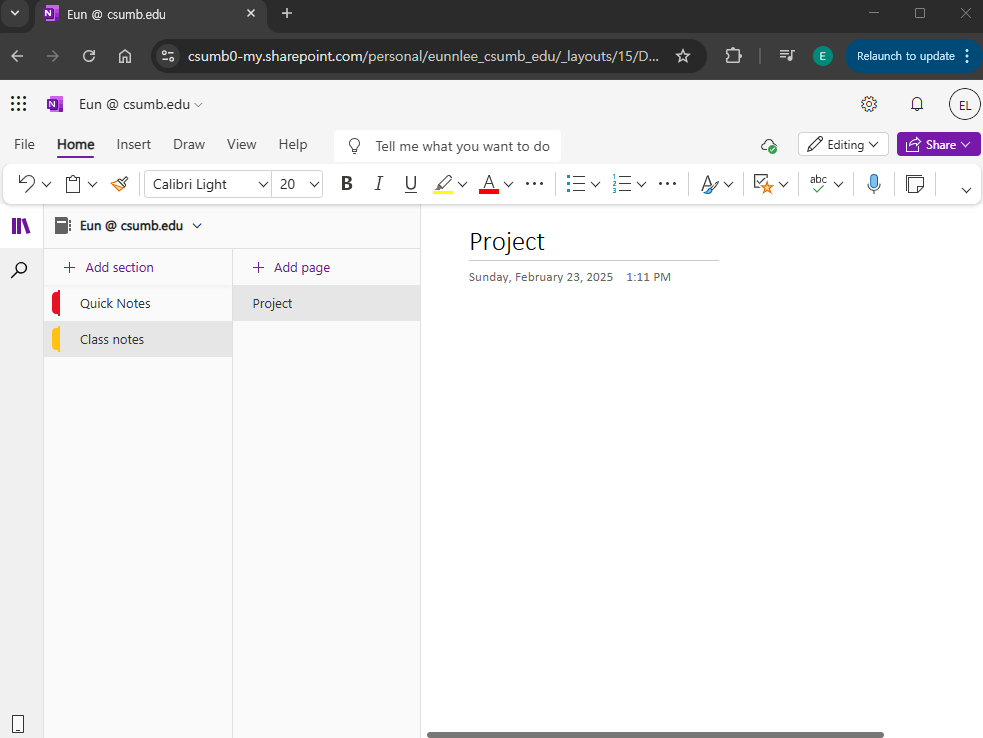 Eun @ csumb.edu
csumb0-my.sharepoint.com/personal/eunnlee_csumb_edu/_layouts/15/D...
E
Relaunch to update
N
Eun @ csumb.edu
EL
File Home Insert Draw View Help
Tell me what you want to do
Editing
Share
Calibri Light 20 B I U A abc
Eun @ csumb.edu
Add section
Add page
Quick Notes
Class notes
Project
Project
Sunday, February 23, 2025 1:11 PM